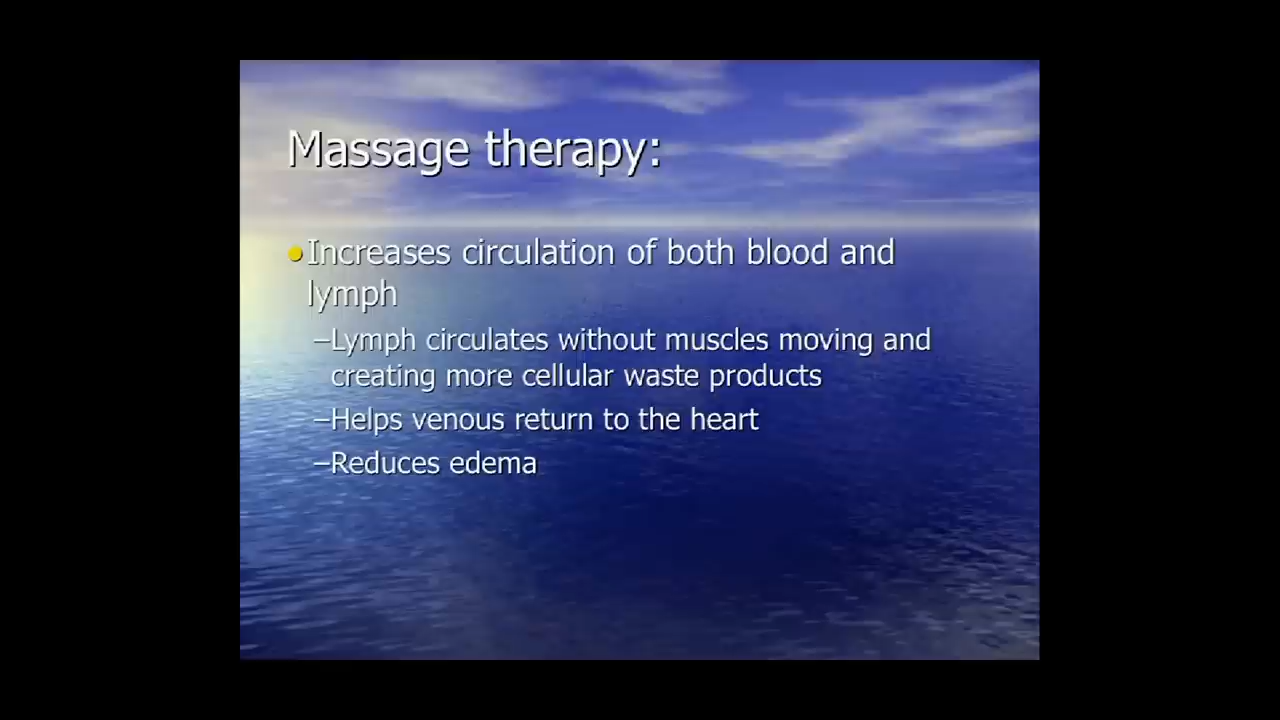 Massage therapy:
•Increases circulation of both blood and
lymph
–Lymph circulates without muscles moving and
creating more cellular waste products
–Helps venous return to the heart
–Reduces edema